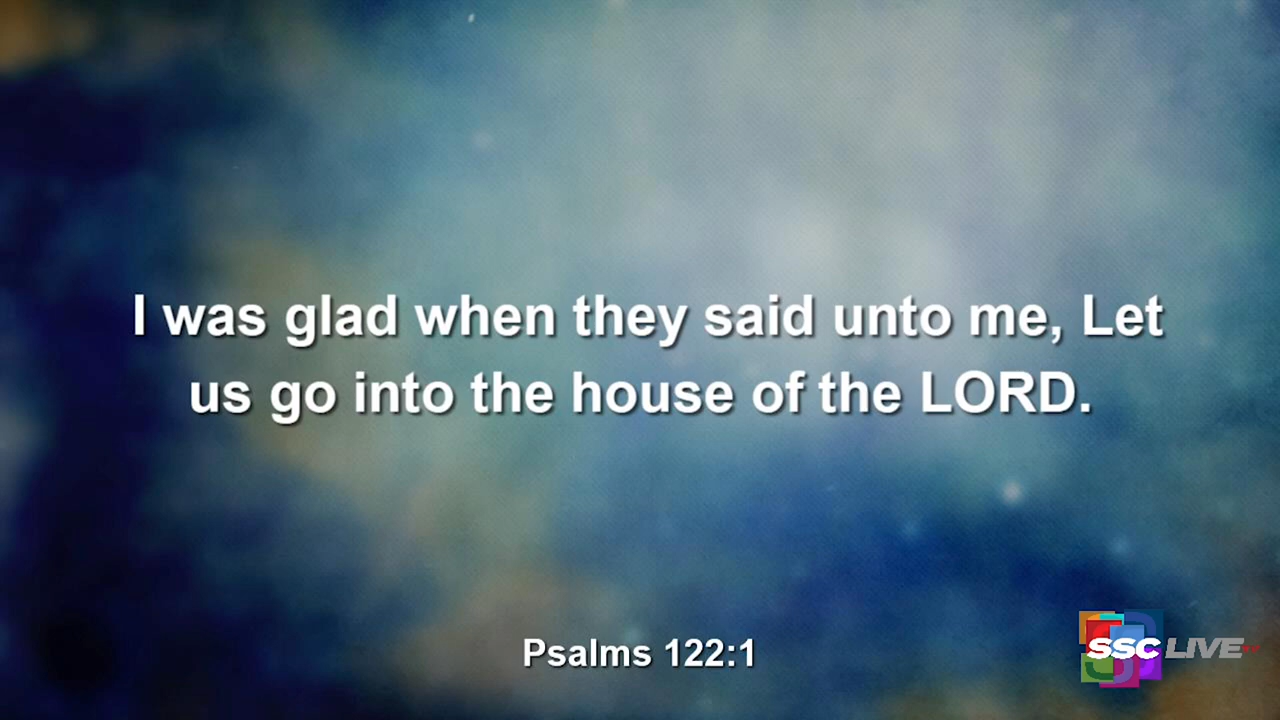 I was glad when they said unto me, Let
us go into the house of the LORD.
Psalms 122:1
SSC LIVE